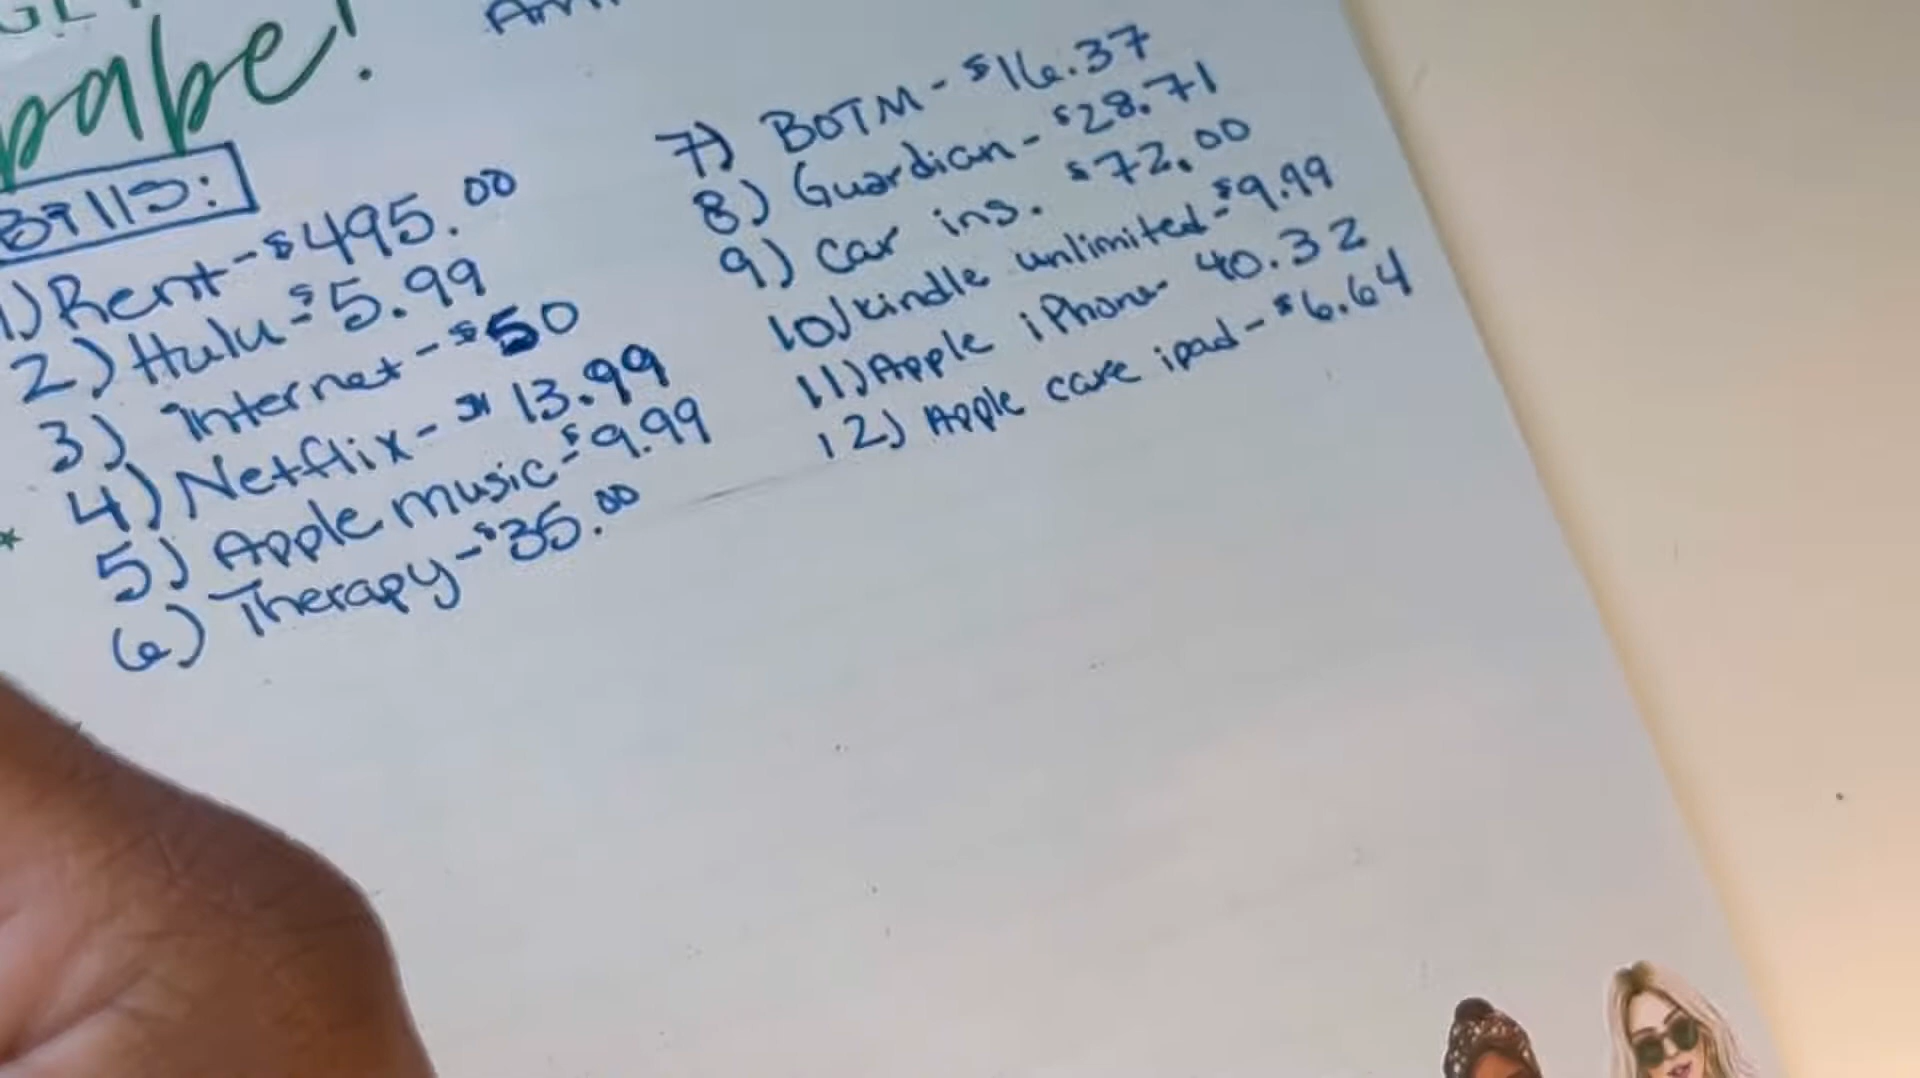 babe!
Bills:
1) Rent - $495.00
2) Hulu - $5.99
3) Internet - $50
4) Netflix - $13.99
5) Apple music - $9.99
6) Therapy - $35.00
7) BOTM - $16.37
8) Guardian - $28.71
9) Car ins. $72.00
10) kindle unlimited - $9.99
11) Apple iPhone - 40.32
12) Apple care ipad - $6.64